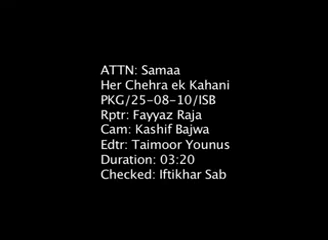 ATTN: Samaa
Her Chehra ek Kahani
PKG/25-08-10/ISB
Rptr: Fayyaz Raja
Cam: Kashif Bajwa
Edtr: Taimoor Younus
Duration: 03:20
Checked: Iftikhar Sab